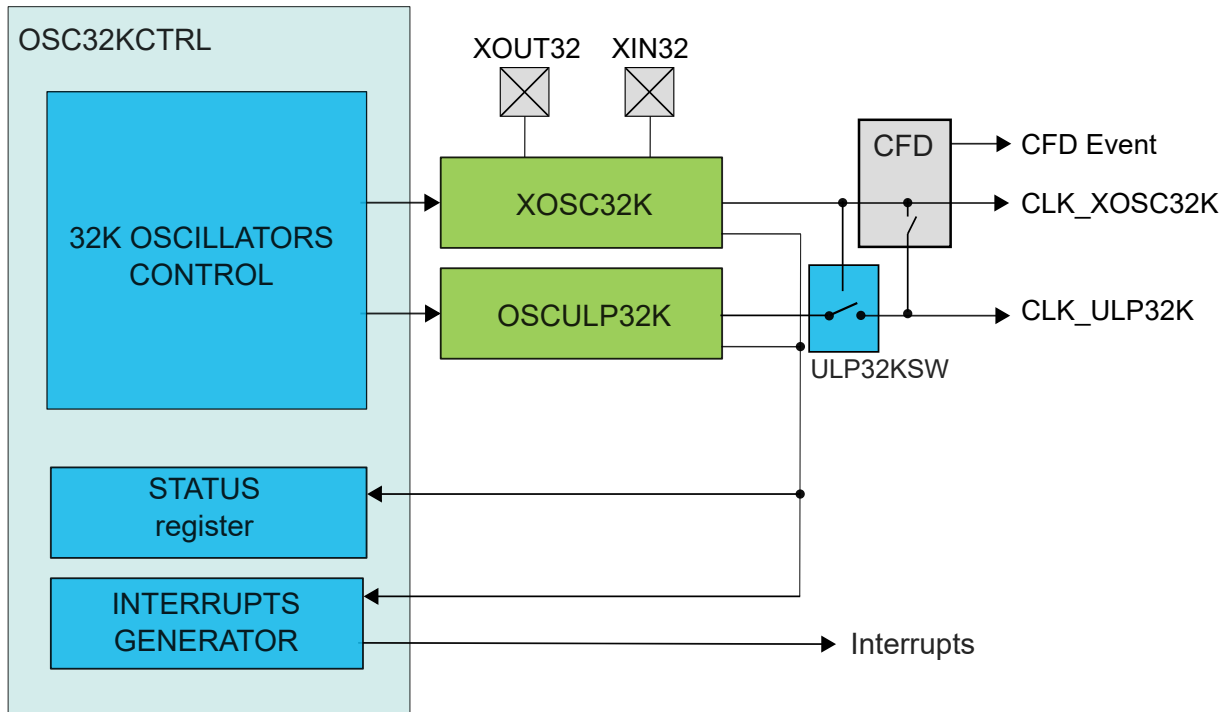 OSC32KCTRL
XOUT32
XIN32
32K OSCILLATORS
CONTROL
XOSC32K
OSCULP32K
CFD
CFD Event
CLK_XOSC32K
CLK_ULP32K
ULP32KSW
STATUS
register
INTERRUPTS
GENERATOR
Interrupts